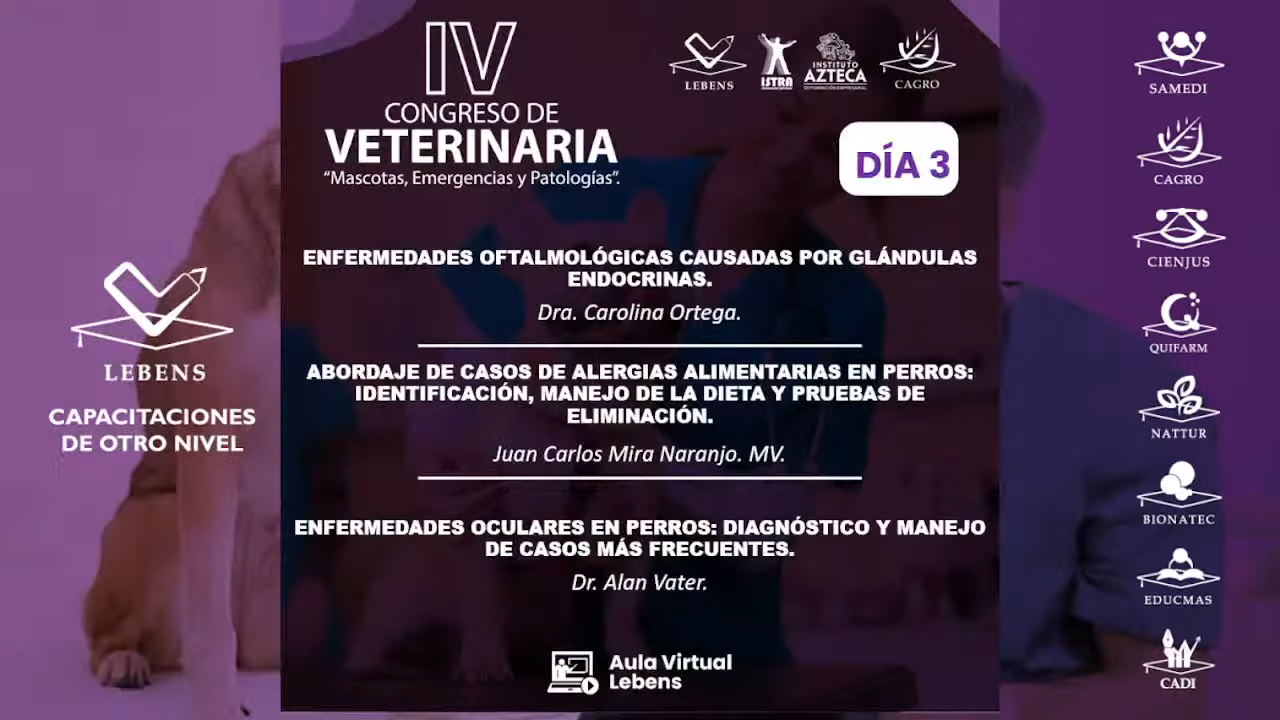 IV
CONGRESO DE
VETERINARIA
“Mascotas, Emergencias y Patologías”.
LEBENS
ISTRA
INSTITUTO
AZTECA
DE FORMACIÓN EMPRESARIAL
CAGRO
DÍA 3
ENFERMEDADES OFTALMOLÓGICAS CAUSADAS POR GLÁNDULAS
ENDOCRINAS.
Dra. Carolina Ortega.
ABORDAJE DE CASOS DE ALERGIAS ALIMENTARIAS EN PERROS:
IDENTIFICACIÓN, MANEJO DE LA DIETA Y PRUEBAS DE
ELIMINACIÓN.
Juan Carlos Mira Naranjo. MV.
ENFERMEDADES OCULARES EN PERROS: DIAGNÓSTICO Y MANEJO
DE CASOS MÁS FRECUENTES.
Dr. Alan Vater.
Aula Virtual
Lebens
LEBENS
CAPACITACIONES
DE OTRO NIVEL
SAMEDI
CAGRO
CIENJUS
QUIFARM
NATTUR
BIONATEC
EDUCMAS
CADI